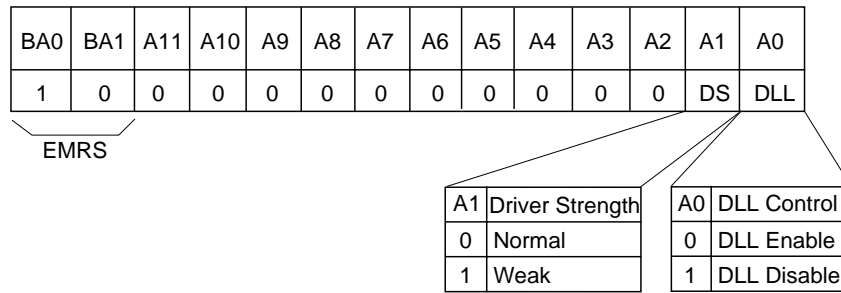 BA0 BA1 A11 A10 A9 A8 A7 A6 A5 A4 A3 A2 A1 A0
1 0 0 0 0 0 0 0 0 0 0 0 DS DLL
EMRS
A1 Driver Strength
0 Normal
1 Weak
A0 DLL Control
0 DLL Enable
1 DLL Disable